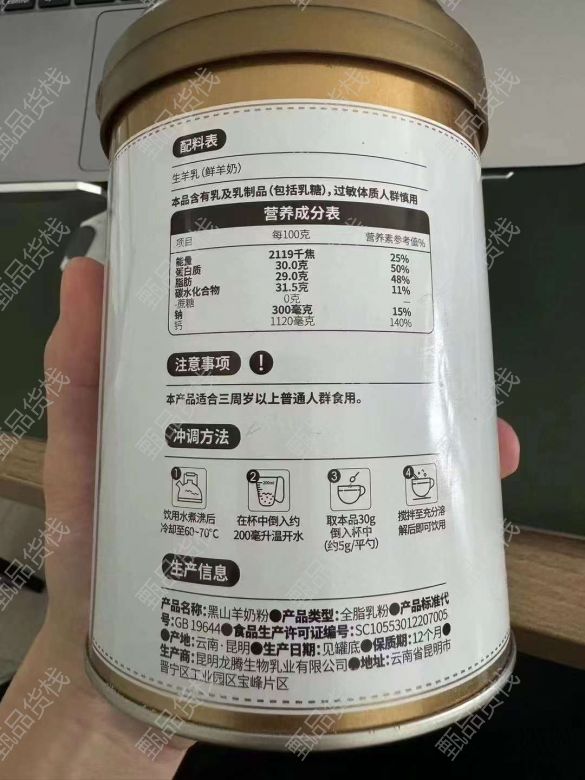 配料表
生羊乳(鲜羊奶)
本品含有乳及乳制品(包括乳糖),过敏体质人群慎用
营养成分表
项目 每100克 营养素参考值%
能量 2119千焦 25%
蛋白质 30.0克 50%
脂肪 29.0克 48%
碳水化合物 31.5克 11%
-蔗糖 0克 —
钠 300毫克 15%
钙 1120毫克 140%
注意事项 !
本产品适合三周岁以上普通人群食用。
冲调方法
1 2 3 4
200ml
饮用水煮沸后 在杯中倒入约 取本品30g 搅拌至充分溶
冷却至60~70℃ 200毫升温开水 倒入杯中 解后即可饮用
(约5g/平勺)
生产信息
产品名称:黑山羊奶粉●产品类型:全脂乳粉●产品标准代
号:GB 19644●食品生产许可证编号:SC10553012207005
●产地:云南·昆明●生产日期:见罐底●保质期:12个月●
生产商:昆明龙腾生物乳业有限公司●地址:云南省昆明市
晋宁区工业园区宝峰片区
甄品货栈